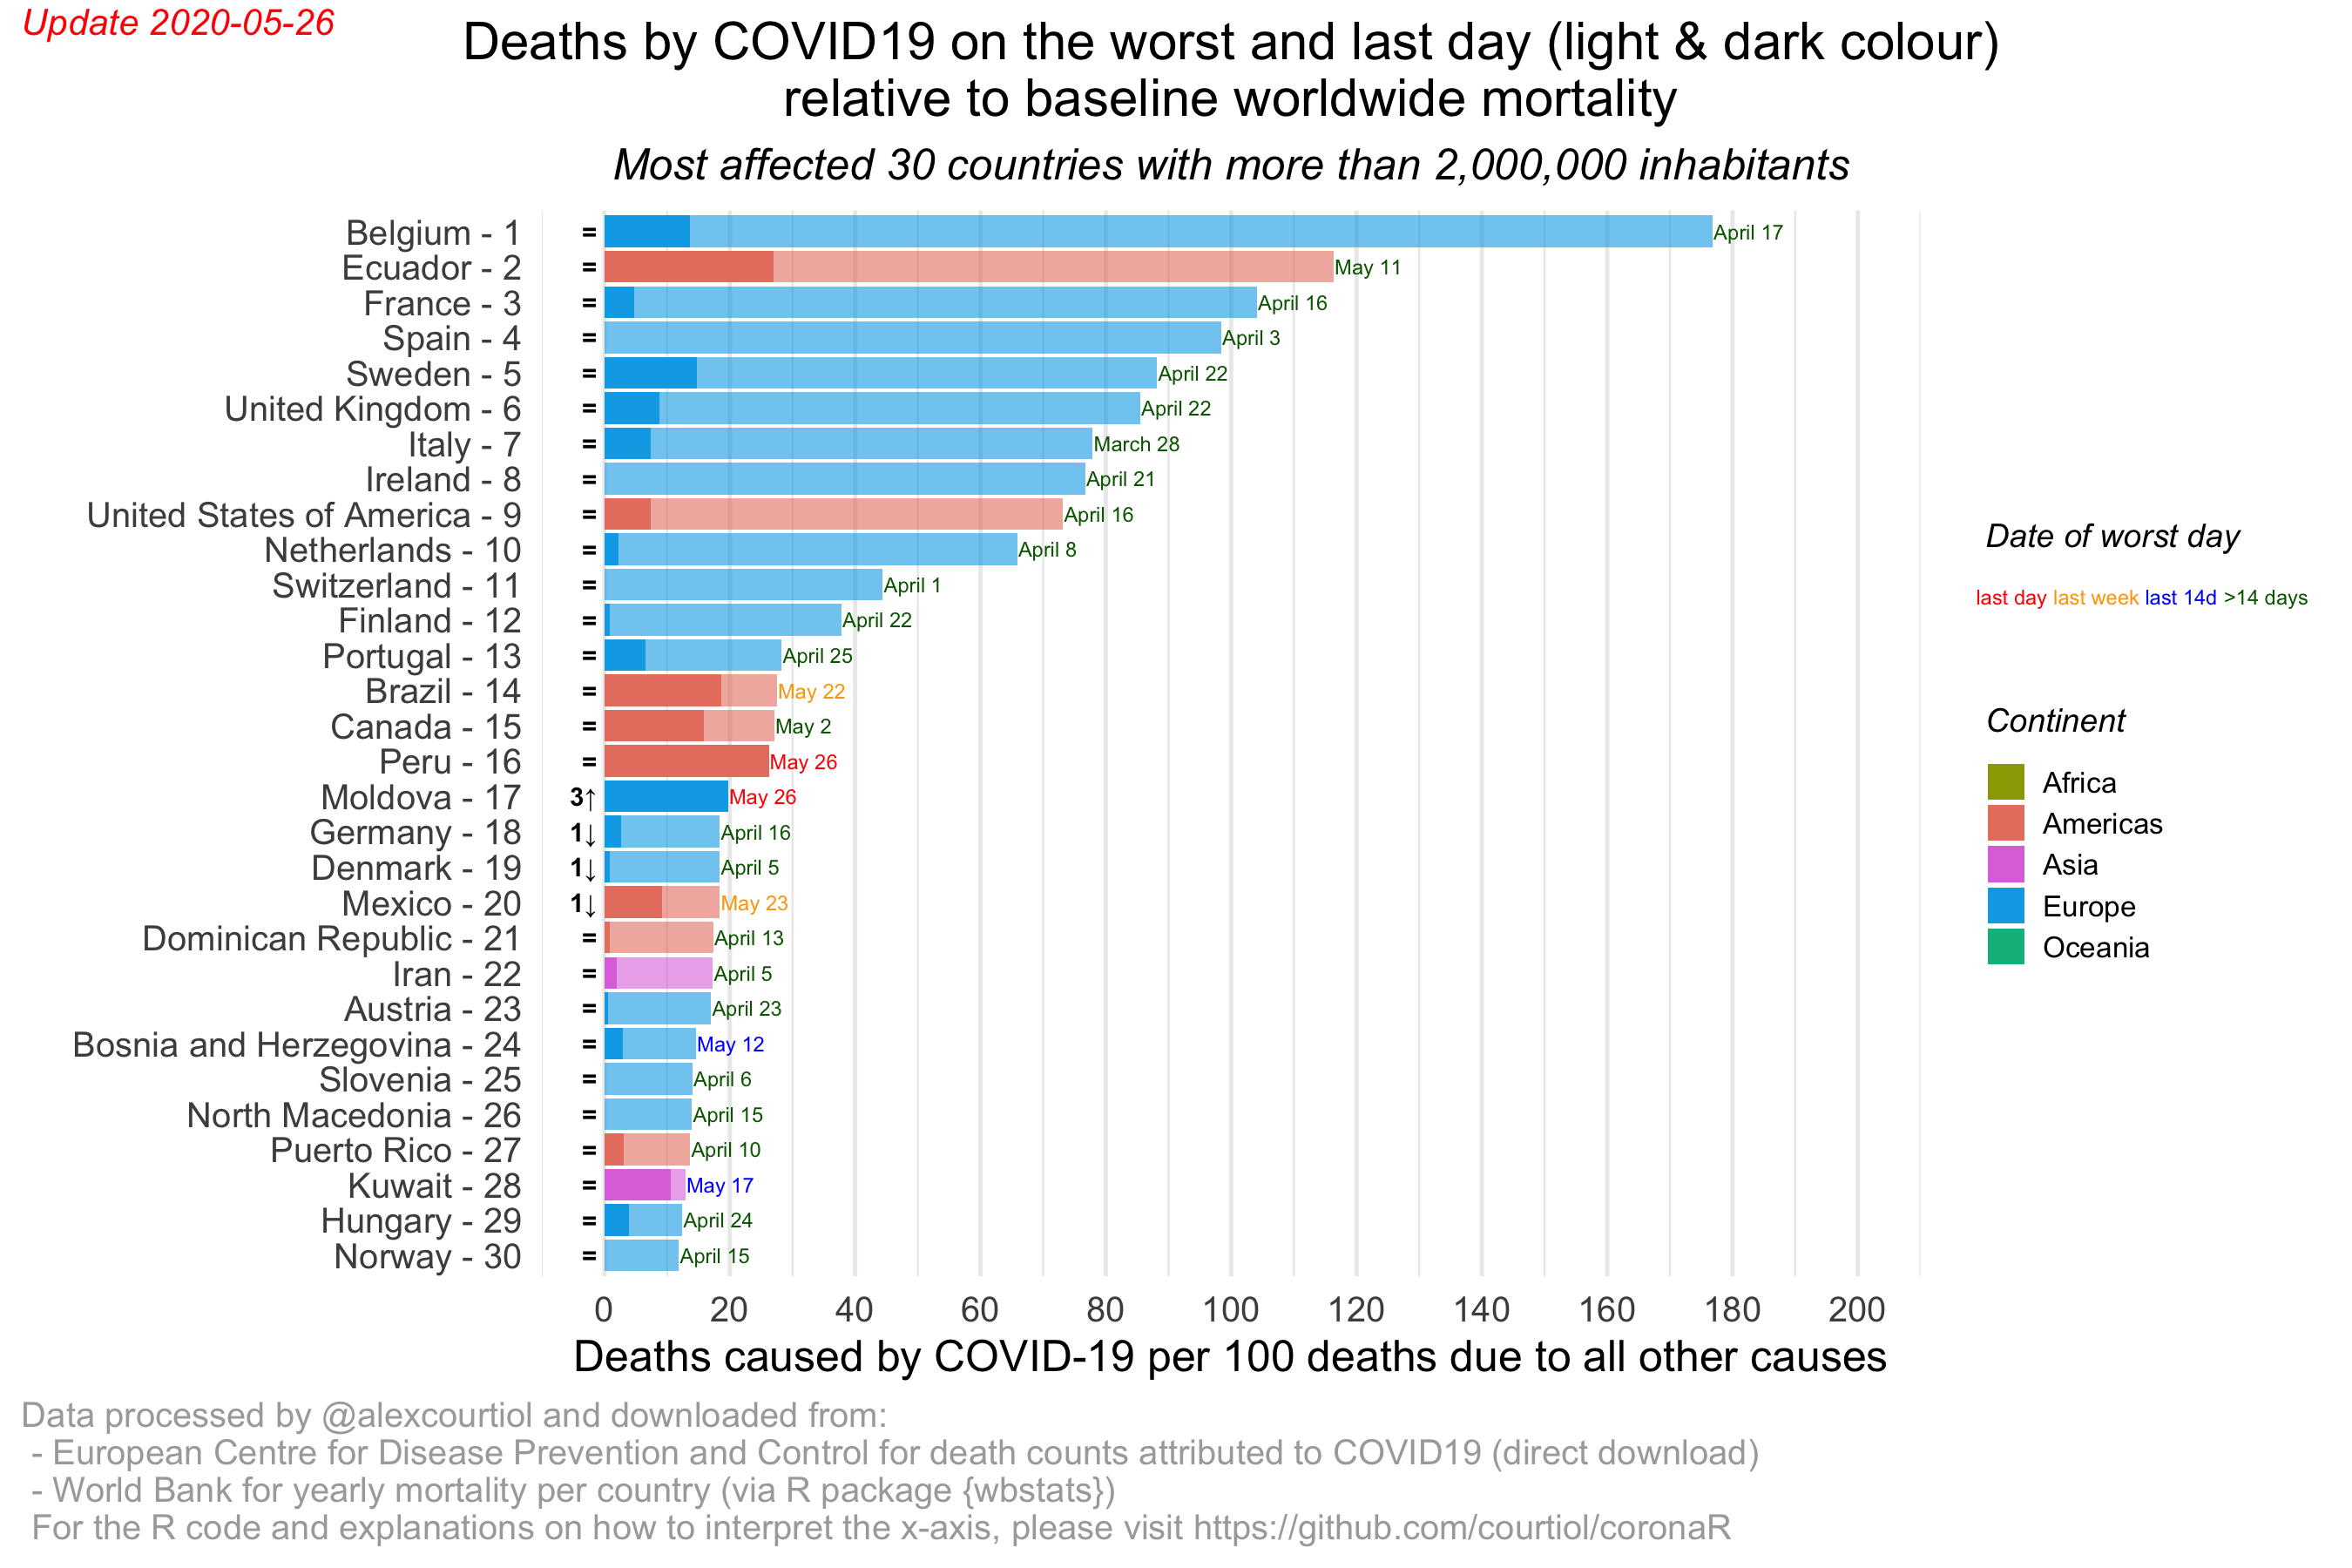 Update 2020-05-26
Deaths by COVID19 on the worst and last day (light & dark colour)
relative to baseline worldwide mortality
Most affected 30 countries with more than 2,000,000 inhabitants
Belgium - 1 = April 17
Ecuador - 2 = May 11
France - 3 = April 16
Spain - 4 = April 3
Sweden - 5 = April 22
United Kingdom - 6 = April 22
Italy - 7 = March 28
Ireland - 8 = April 21
United States of America - 9 = April 16
Netherlands - 10 = April 8
Switzerland - 11 = April 1
Finland - 12 = April 22
Portugal - 13 = April 25
Brazil - 14 = May 22
Canada - 15 = May 2
Peru - 16 = May 26
Moldova - 17 3↑ May 26
Germany - 18 1↓ April 16
Denmark - 19 1↓ April 5
Mexico - 20 1↓ May 23
Dominican Republic - 21 = April 13
Iran - 22 = April 5
Austria - 23 = April 23
Bosnia and Herzegovina - 24 = May 12
Slovenia - 25 = April 6
North Macedonia - 26 = April 15
Puerto Rico - 27 = April 10
Kuwait - 28 = May 17
Hungary - 29 = April 24
Norway - 30 = April 15
0 20 40 60 80 100 120 140 160 180 200
Deaths caused by COVID-19 per 100 deaths due to all other causes
Date of worst day
last day last week last 14d >14 days
Continent
Africa
Americas
Asia
Europe
Oceania
Data processed by @alexcourtiol and downloaded from:
- European Centre for Disease Prevention and Control for death counts attributed to COVID19 (direct download)
- World Bank for yearly mortality per country (via R package {wbstats})
For the R code and explanations on how to interpret the x-axis, please visit https://github.com/courtiol/coronaR